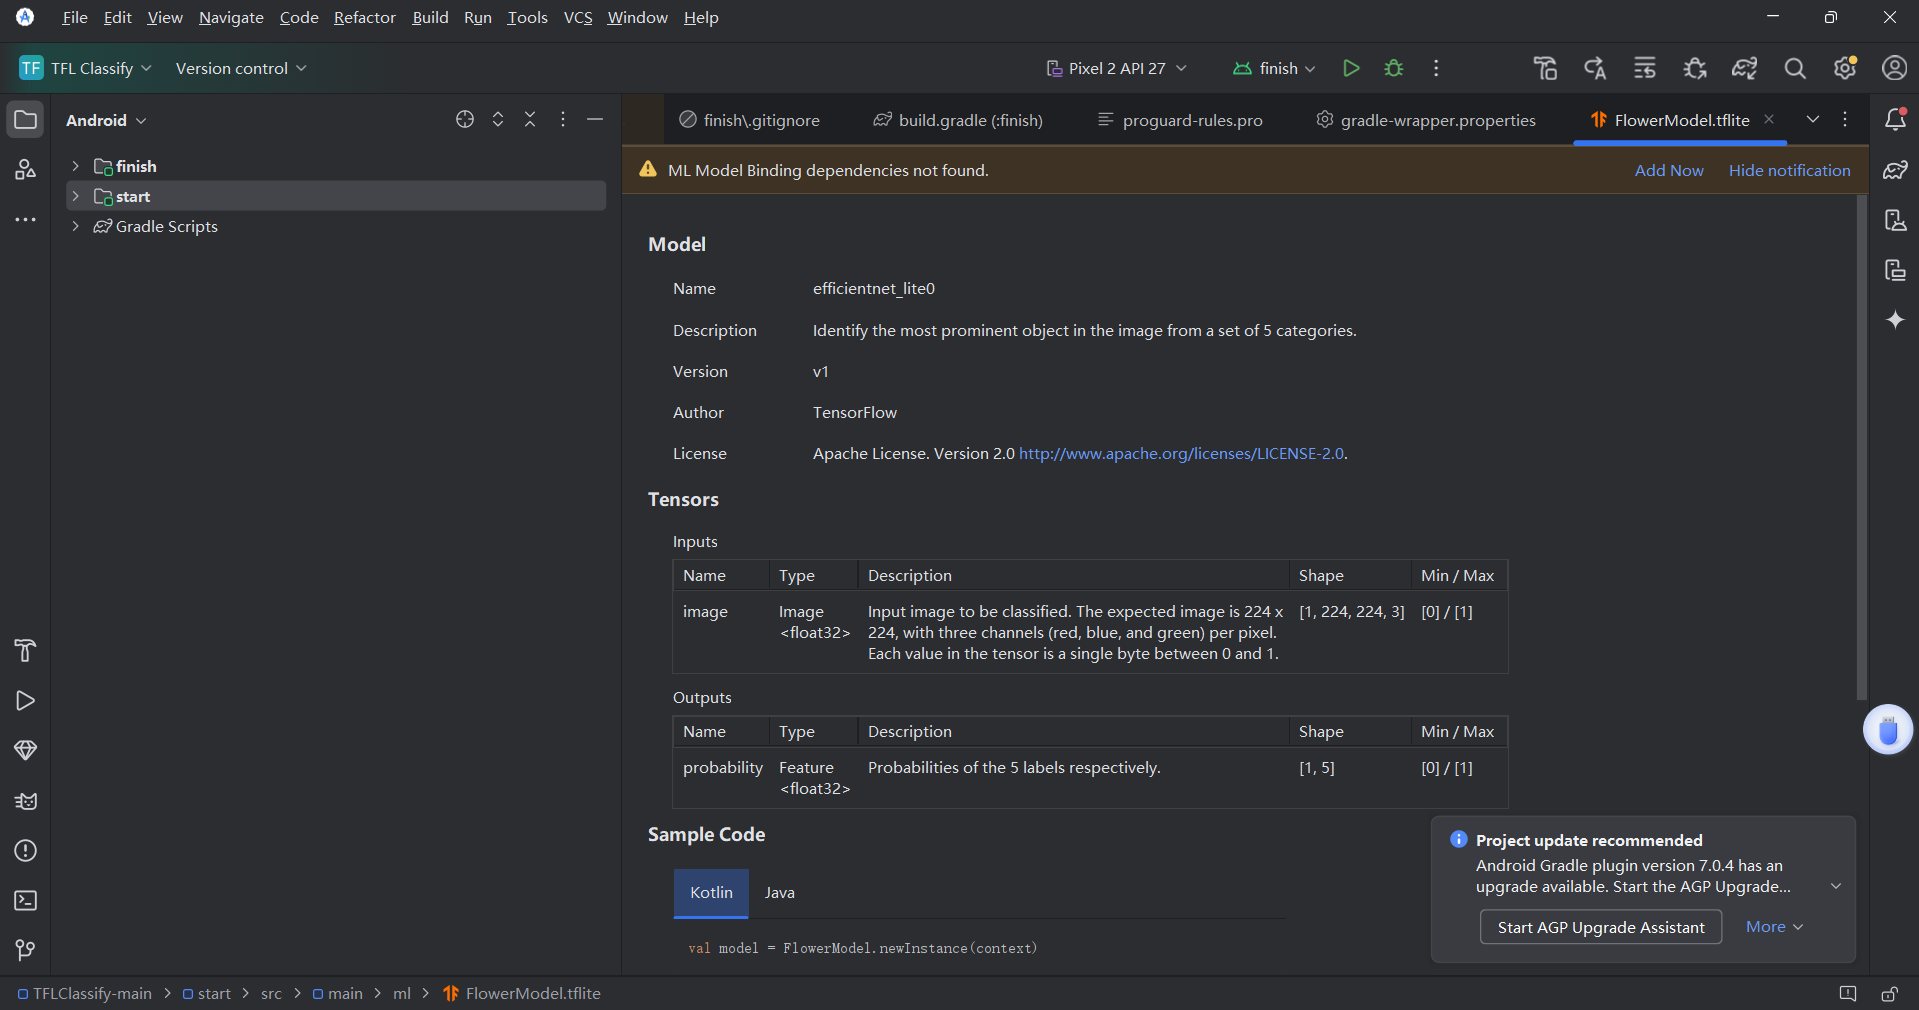 File Edit View Navigate Code Refactor Build Run Tools VCS Window Help
TF TFL Classify Version control Pixel 2 API 27 finish
Android
finish\.gitignore build.gradle (:finish) proguard-rules.pro gradle-wrapper.properties FlowerModel.tflite
finish
start
Gradle Scripts
ML Model Binding dependencies not found. Add Now Hide notification
Model
Name efficientnet_lite0
Description Identify the most prominent object in the image from a set of 5 categories.
Version v1
Author TensorFlow
License Apache License. Version 2.0 http://www.apache.org/licenses/LICENSE-2.0.
Tensors
Inputs
Name Type Description Shape Min / Max
image Image Input image to be classified. The expected image is 224 x [1, 224, 224, 3] [0] / [1]
<float32> 224, with three channels (red, blue, and green) per pixel.
Each value in the tensor is a single byte between 0 and 1.
Outputs
Name Type Description Shape Min / Max
probability Feature Probabilities of the 5 labels respectively. [1, 5] [0] / [1]
<float32>
Sample Code
Kotlin Java
val model = FlowerModel.newInstance(context)
Project update recommended
Android Gradle plugin version 7.0.4 has an
upgrade available. Start the AGP Upgrade...
Start AGP Upgrade Assistant More
TFLClassify-main > start > src > main > ml > FlowerModel.tflite